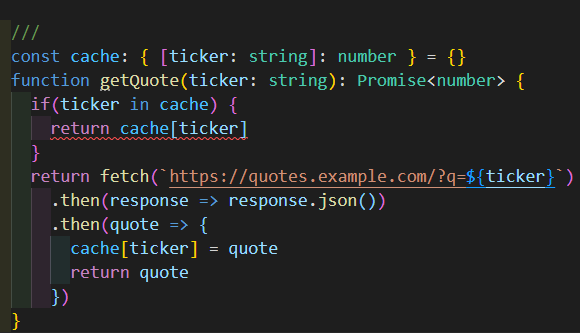 ///
const cache: { [ticker: string]: number } = {}
function getQuote(ticker: string): Promise<number> {
  if(ticker in cache) {
    return cache[ticker]
  }
  return fetch(`https://quotes.example.com/?q=${ticker}`)
    .then(response => response.json())
    .then(quote => {
      cache[ticker] = quote
      return quote
    })
}